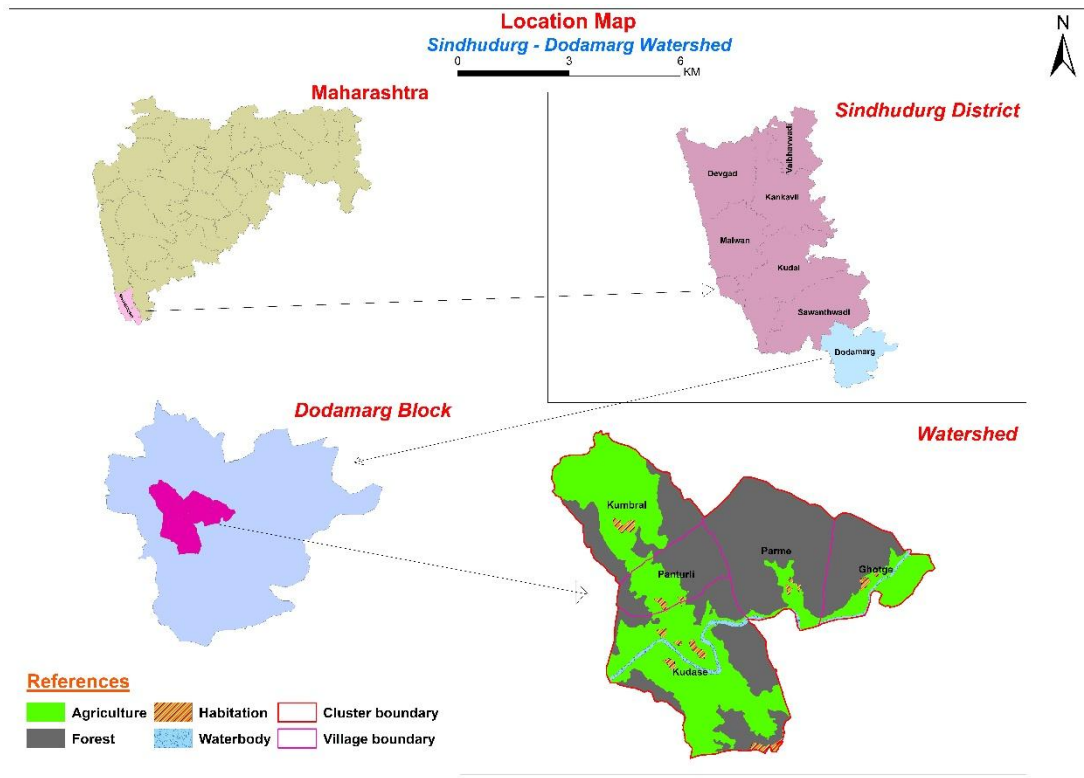 Location Map
Sindhudurg - Dodamarg Watershed
0 3 6
KM
N
Maharashtra
Sindhudurg District
Vaibhavwadi
Devgad
Kankavli
Malwan
Kudal
Sawanthwadi
Dodamarg
Dodamarg Block
Watershed
Kumbral
Parme
Panturli
Ghotge
Kudase
References
Agriculture Habitation Cluster boundary
Forest Waterbody Village boundary